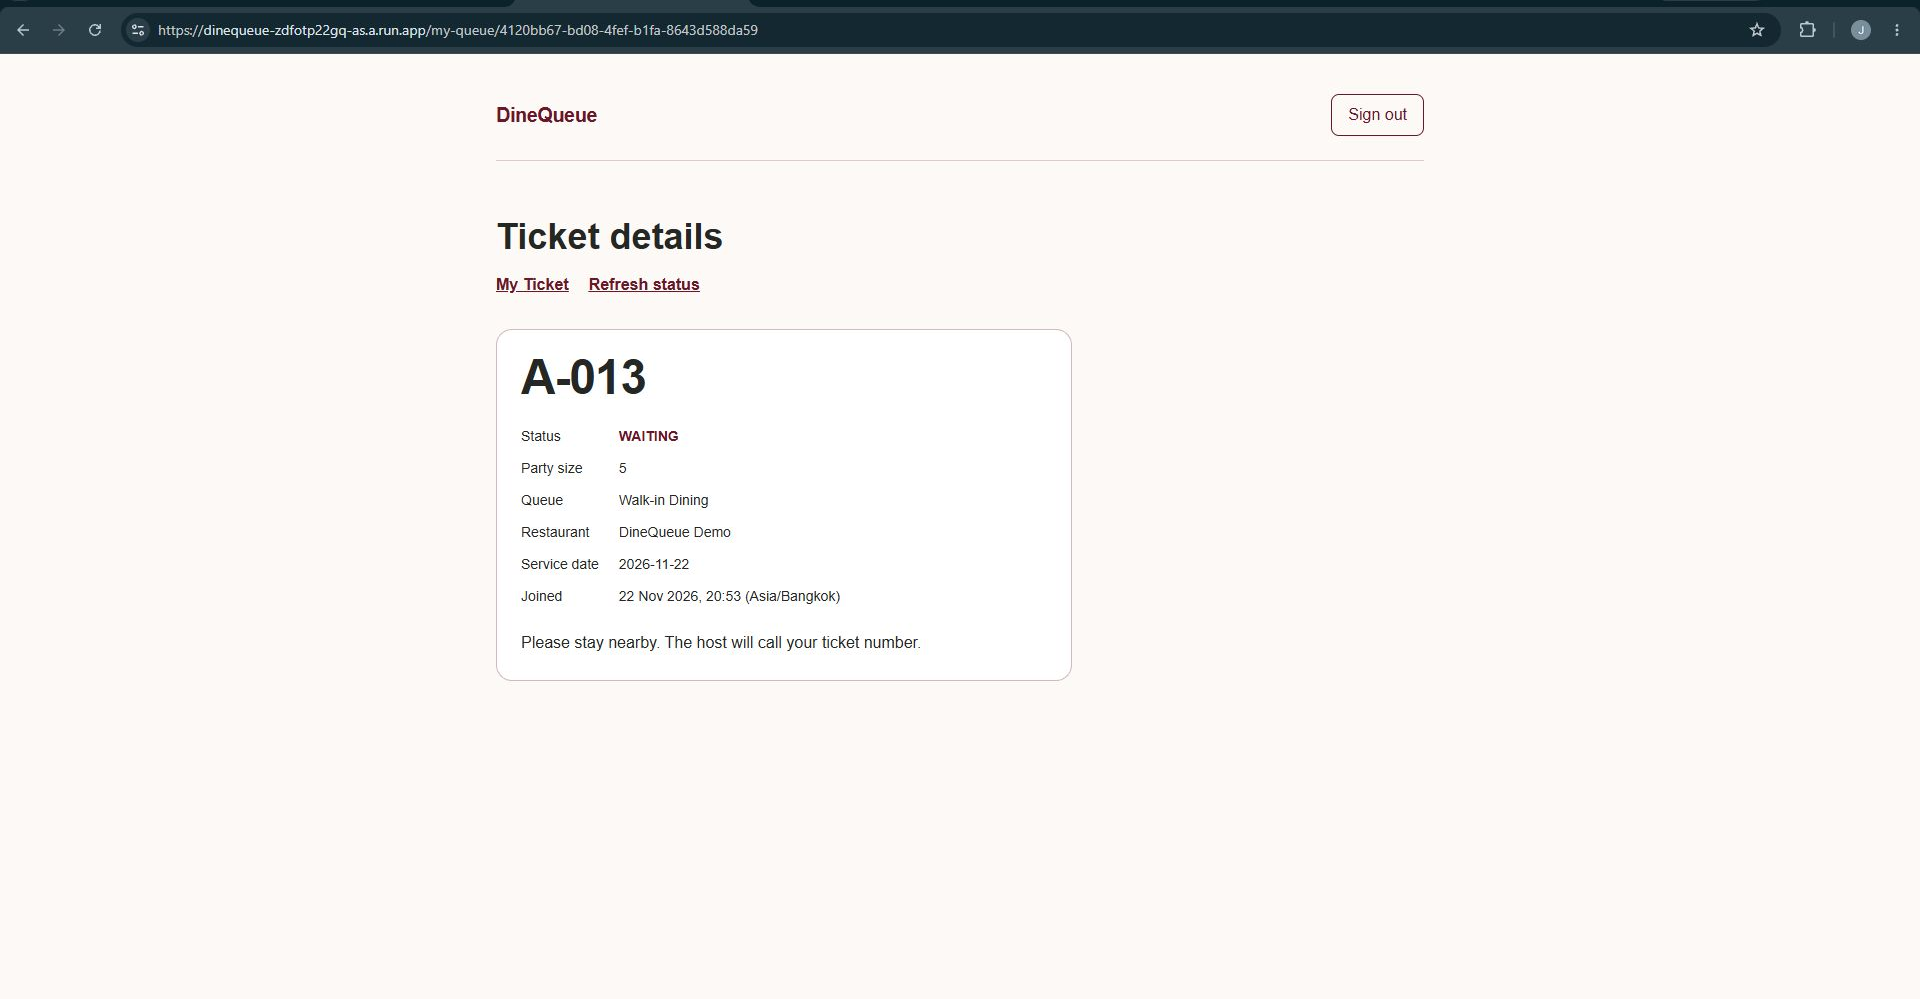 https://dinequeue-zdfotp22gq-as.a.run.app/my-queue/4120bb67-bd08-4fef-b1fa-8643d588da59
J
DineQueue
Sign out
Ticket details
My Ticket Refresh status
A-013
Status WAITING
Party size 5
Queue Walk-in Dining
Restaurant DineQueue Demo
Service date 2026-11-22
Joined 22 Nov 2026, 20:53 (Asia/Bangkok)
Please stay nearby. The host will call your ticket number.